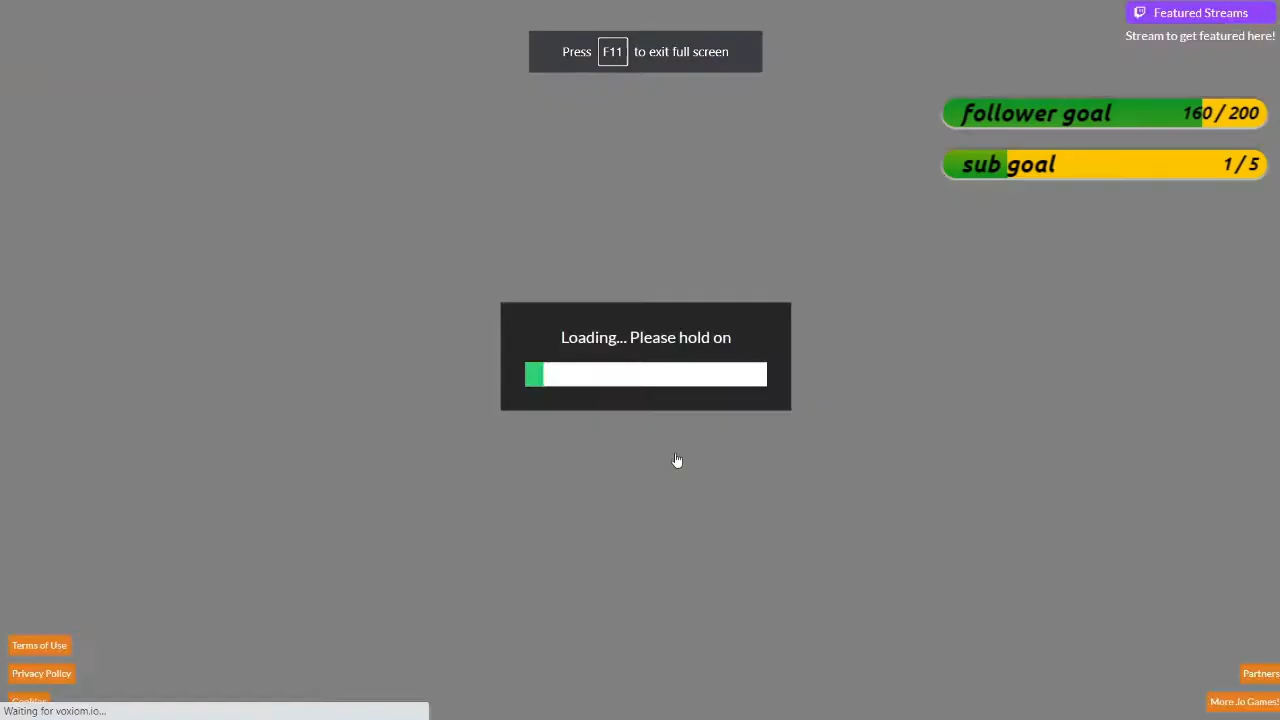 Featured Streams
Stream to get featured here!
Press F11 to exit full screen
follower goal 160 / 200
sub goal 1 / 5
Loading... Please hold on
Terms of Use
Privacy Policy
Partners
More .io Games!
Waiting for voxiom.io...